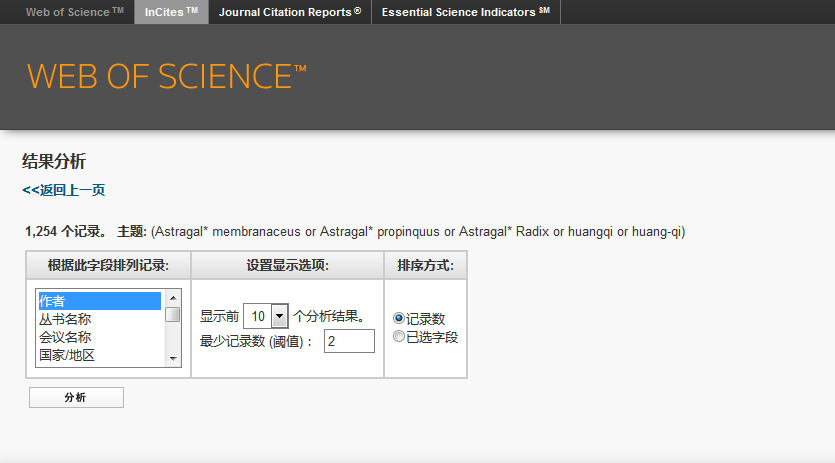 Web of Science ™ InCites ™ Journal Citation Reports ® Essential Science Indicators ℠
WEB OF SCIENCE™
结果分析
<<返回上一页
1,254 个记录。 主题: (Astragal* membranaceus or Astragal* propinquus or Astragal* Radix or huangqi or huang-qi)
根据此字段排列记录: 设置显示选项: 排序方式:
作者
丛书名称
会议名称
国家/地区
显示前 10 个分析结果。
最少记录数 (阈值) : 2
记录数
已选字段
分析